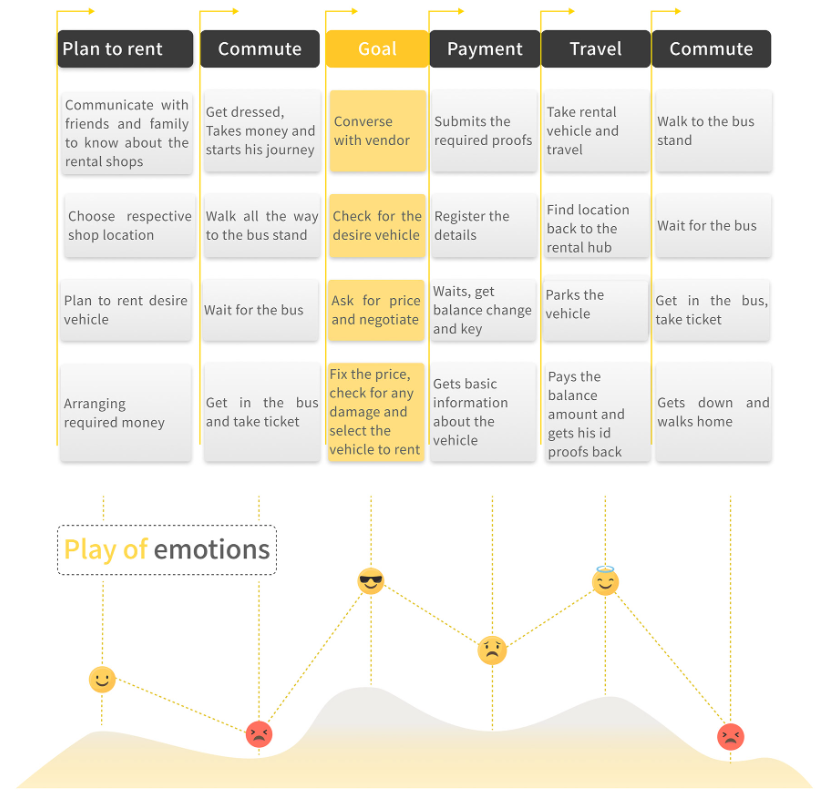 Plan to rent
Commute
Goal
Payment
Travel
Commute
Communicate with
friends and family
to know about the
rental shops
Get dressed,
Takes money and
starts his journey
Converse
with vendor
Submits the
required proofs
Take rental
vehicle and
travel
Walk to the bus
stand
Choose respective
shop location
Walk all the way
to the bus stand
Check for the
desire vehicle
Register the
details
Find location
back to the
rental hub
Wait for the bus
Plan to rent desire
vehicle
Wait for the bus
Ask for price
and negotiate
Waits, get
balance change
and key
Parks the
vehicle
Get in the bus,
take ticket
Arranging
required money
Get in the bus
and take ticket
Fix the price,
check for any
damage and
select the
vehicle to rent
Gets basic
information
about the
vehicle
Pays the
balance
amount and
gets his id
proofs back
Gets down and
walks home
Play of emotions